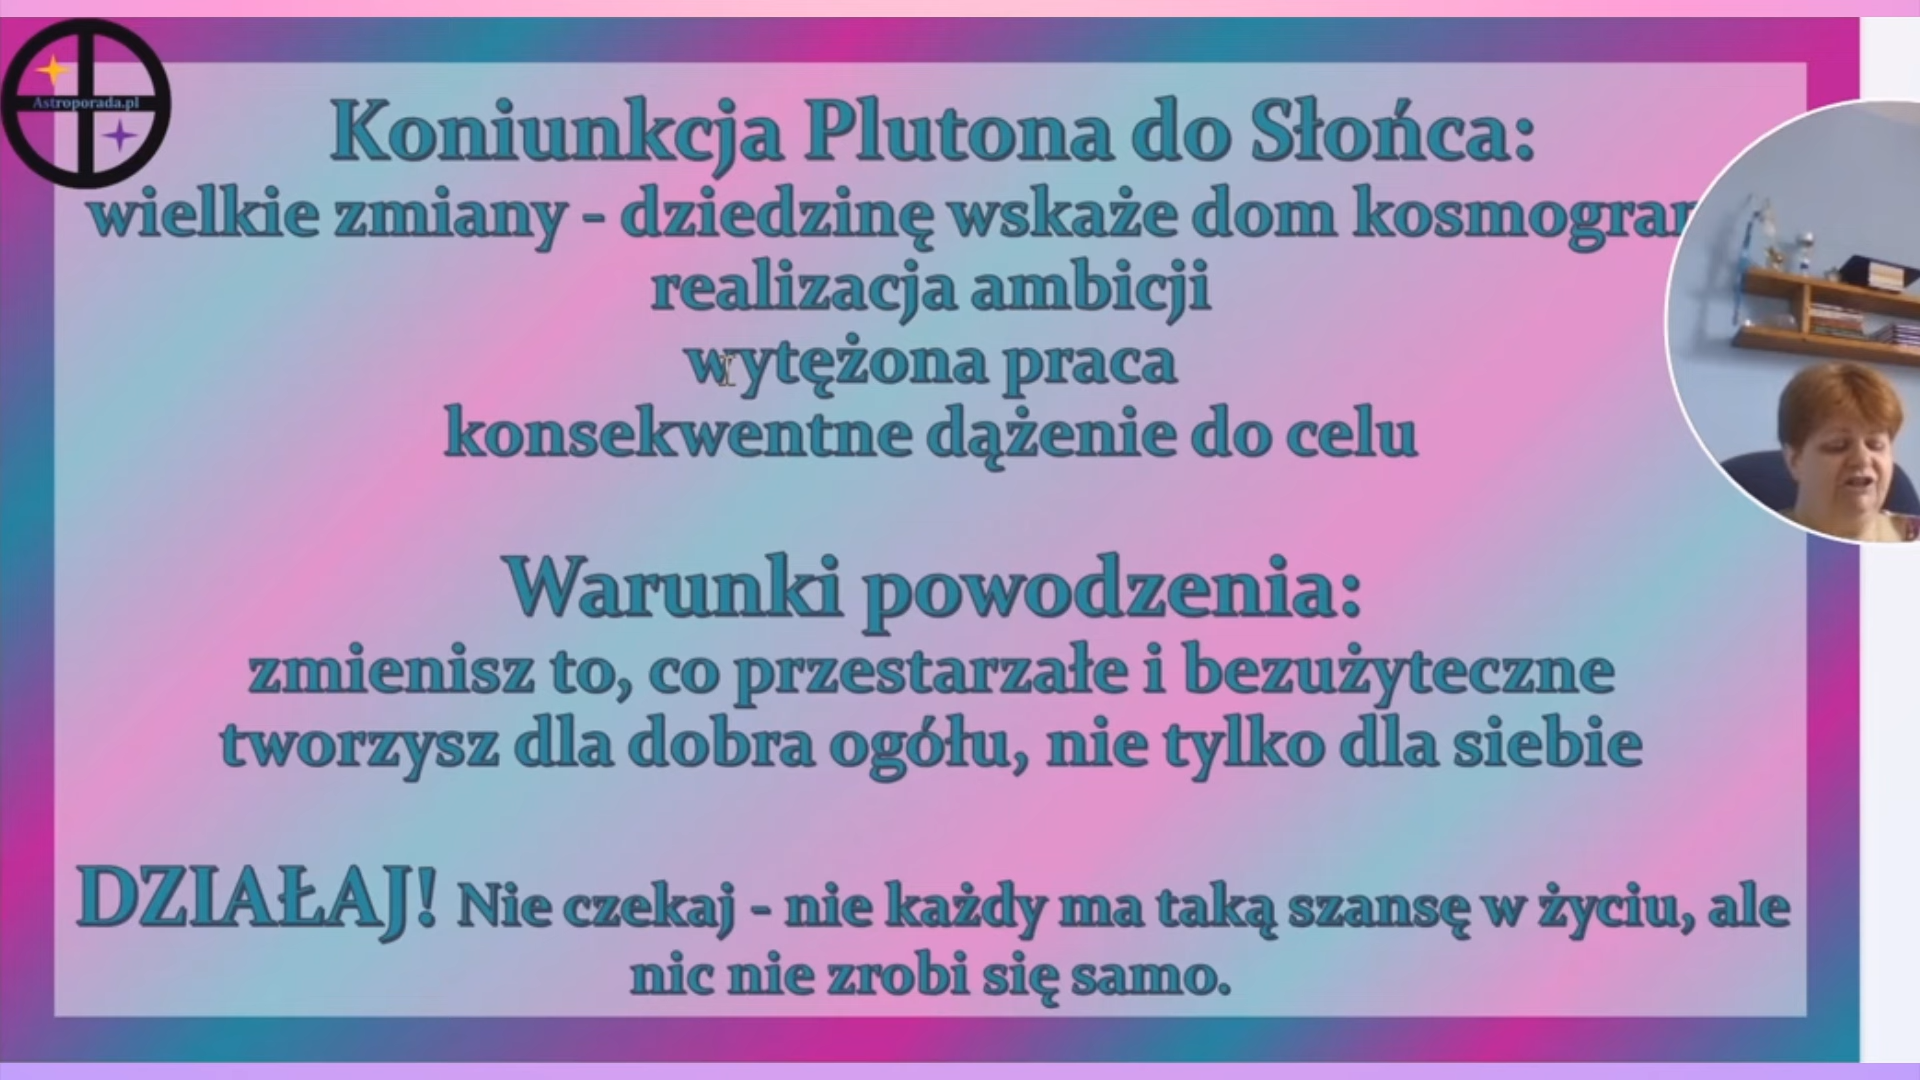 Astroporada.pl
Koniunkcja Plutona do Słońca:
wielkie zmiany - dziedzinę wskaże dom
realizacja ambicji
wytężona praca
konsekwentne dążenie do celu
Warunki powodzenia:
zmienisz to, co przestarzałe i bezużyteczne
tworzysz dla dobra ogółu, nie tylko dla siebie
DZIAŁAJ! Nie czekaj - nie każdy ma taką szansę w życiu, ale
nic nie zrobi się samo.